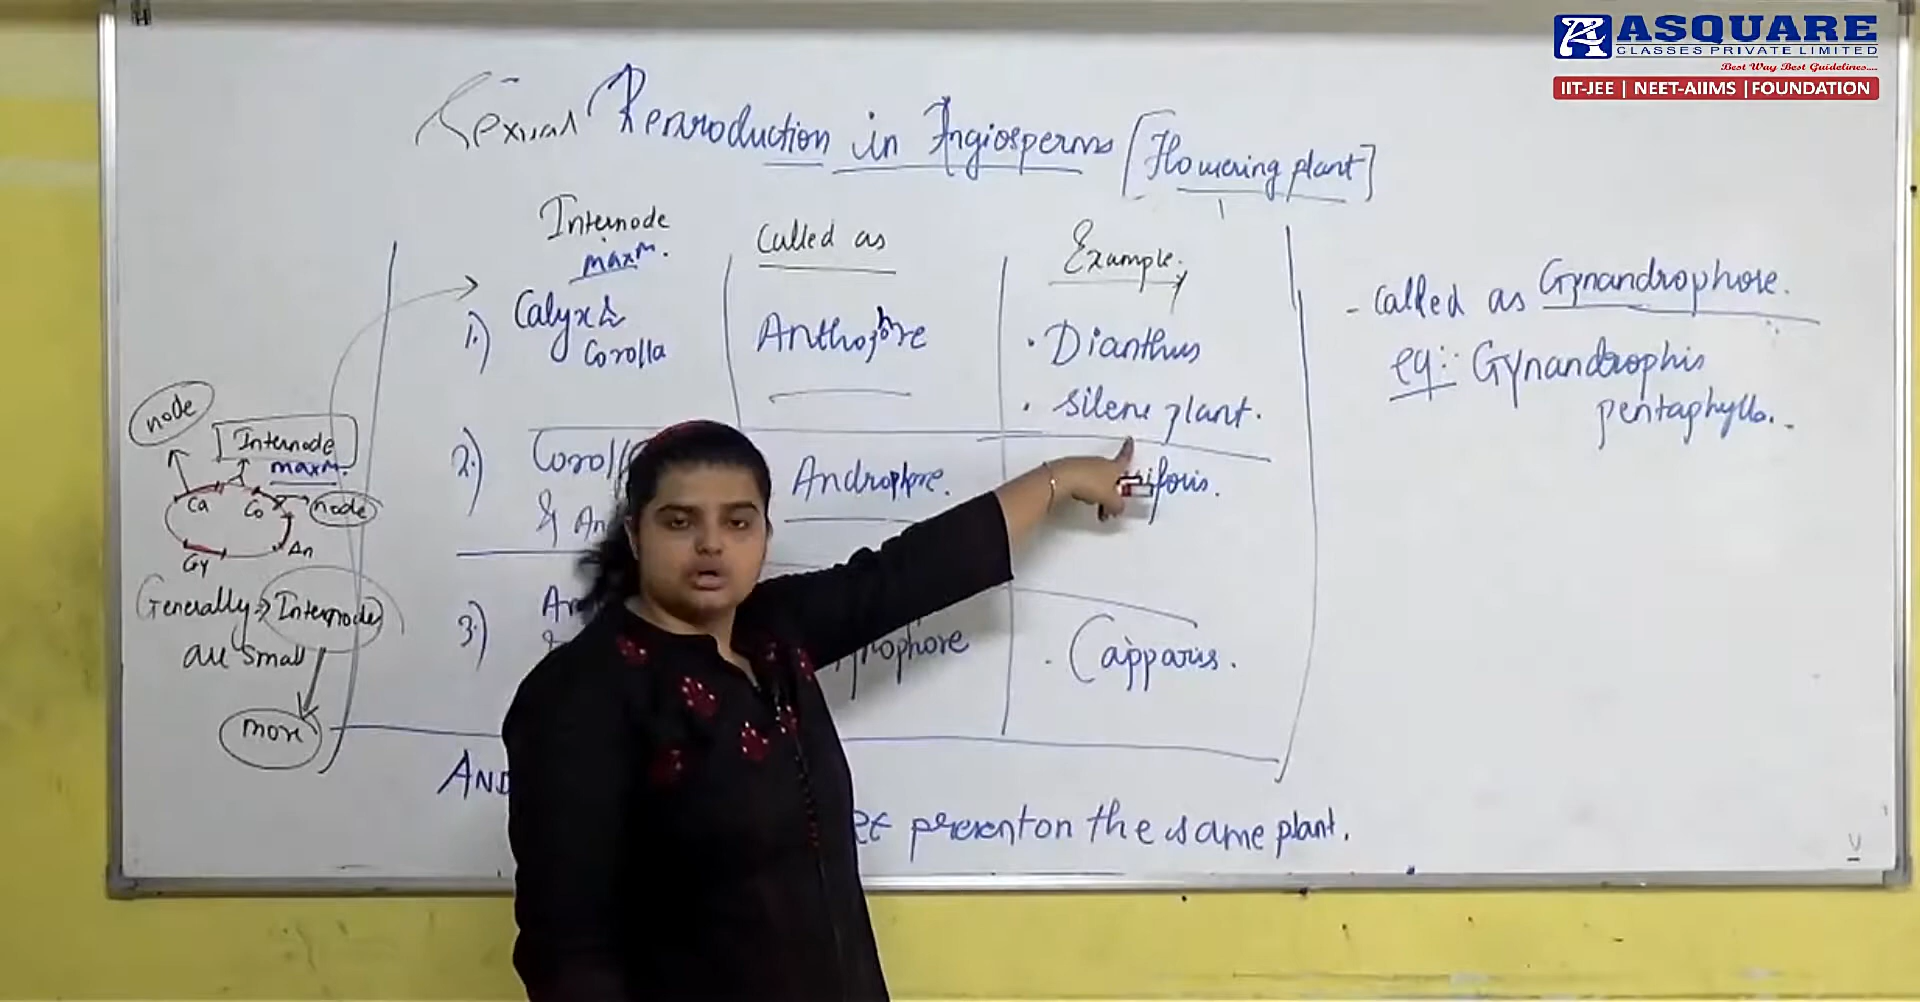 ASQUARE
CLASSES PRIVATE LIMITED
Best Way Best Guidelines....
IIT-JEE | NEET-AIIMS | FOUNDATION
Sexual Reproduction in Angiosperms [Flowering plant]
Internode
maxm.
Called as
Example.
1.) Calyx &
Corolla
Anthophore
· Dianthus
· Silene plant.
2.)
&
Androphore.
3.)
· Capparis.
present on the same plant.
- called as Gynandrophore.
eg:- Gynandrophis
pentaphylla.
node
Internode
maxm.
Ca
Co
node
An
Gy
Generally → Internode
are small
more